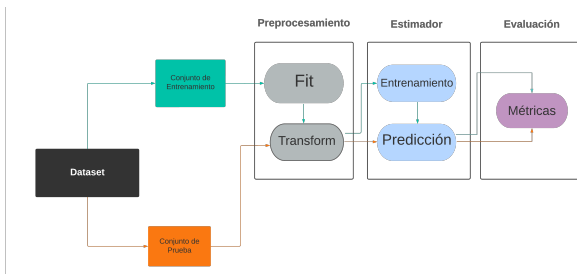 Preprocesamiento
Estimador
Evaluación
Conjunto de
Entrenamiento
Fit
Entrenamiento
Métricas
Transform
Predicción
Dataset
Conjunto de
Prueba